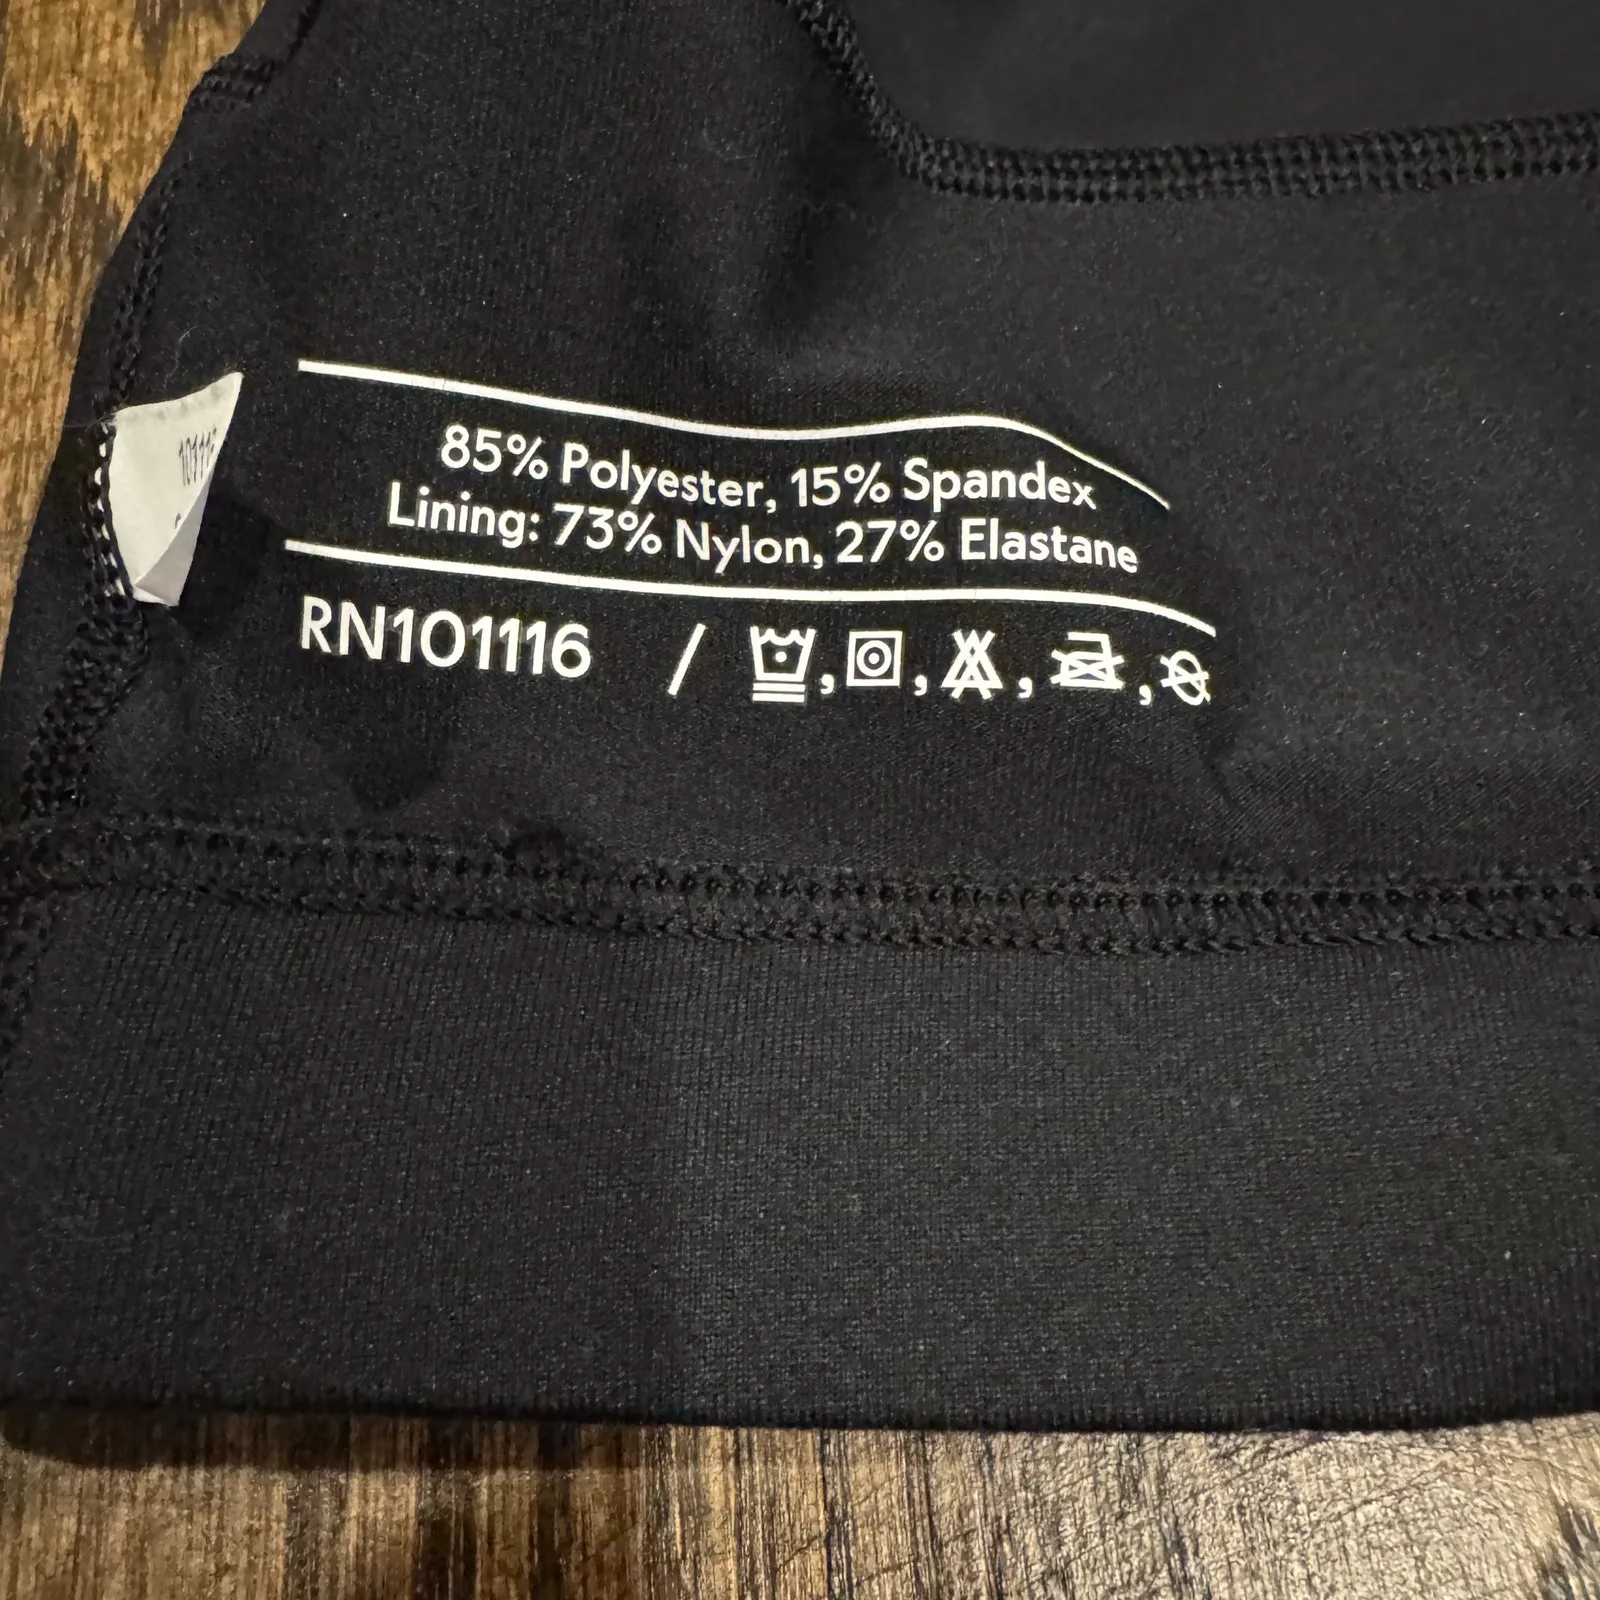 85% Polyester, 15% Spandex
Lining: 73% Nylon, 27% Elastane
RN101116 /